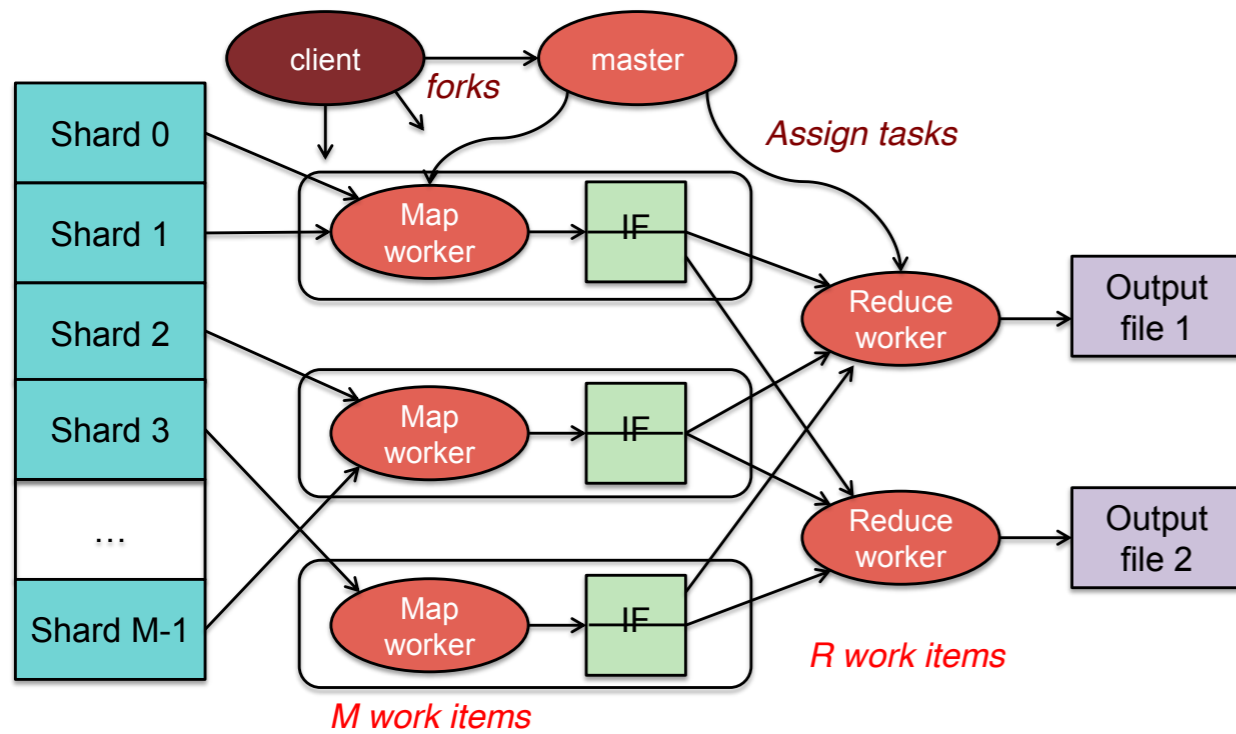 client
master
forks
Assign tasks
Shard 0
Shard 1
Shard 2
Shard 3
...
Shard M-1
Map
worker
IF
Map
worker
IF
Map
worker
IF
Reduce
worker
Reduce
worker
Output
file 1
Output
file 2
R work items
M work items